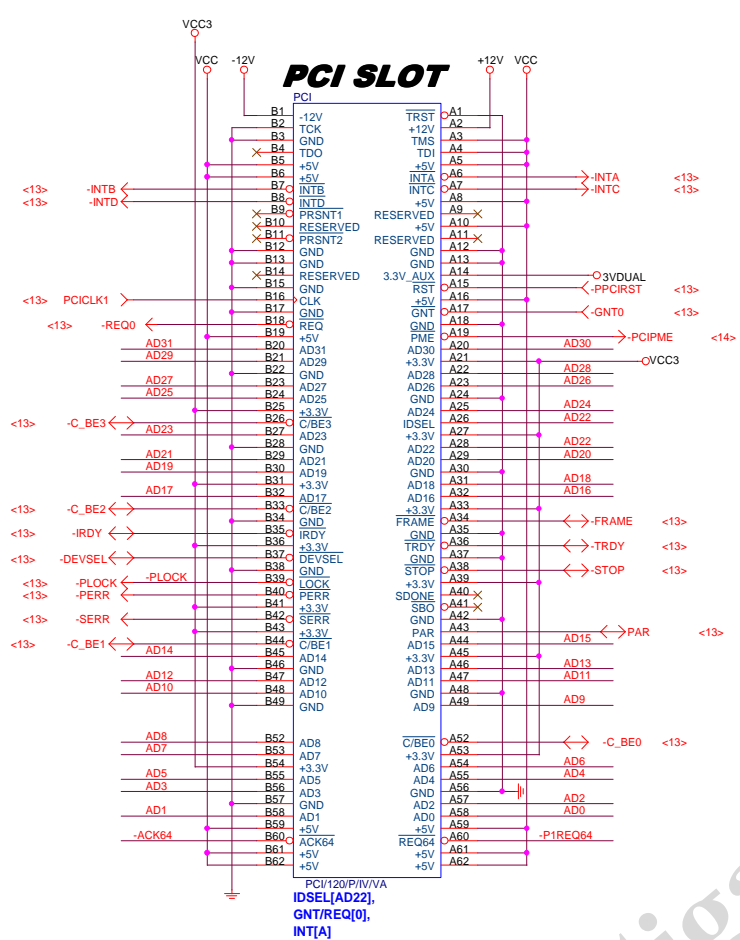 VCC3
VCC -12V +12V VCC
PCI SLOT
PCI
B1 -12V TRST A1
B2 TCK +12V A2
B3 GND TMS A3
B4 TDO TDI A4
B5 +5V +5V A5
B6 +5V INTA A6 -INTA <13>
<13> -INTB B7 INTB INTC A7 -INTC <13>
<13> -INTD B8 INTD +5V A8
B9 PRSNT1 RESERVED A9
B10 RESERVED +5V A10
B11 PRSNT2 RESERVED A11
B12 GND GND A12
B13 GND GND A13
B14 RESERVED 3.3V_AUX A14 3VDUAL
B15 GND RST A15 -PPCIRST <13>
<13> PCICLK1 B16 CLK +5V A16
B17 GND GNT A17 -GNT0 <13>
<13> -REQ0 B18 REQ GND A18
B19 +5V PME A19 -PCIPME <14>
AD31 B20 AD31 AD30 A20 AD30
AD29 B21 AD29 +3.3V A21 VCC3
B22 GND AD28 A22 AD28
AD27 B23 AD27 AD26 A23 AD26
AD25 B24 AD25 GND A24
B25 +3.3V AD24 A25 AD24
<13> -C_BE3 B26 C/BE3 IDSEL A26 AD22
AD23 B27 AD23 +3.3V A27
B28 GND AD22 A28 AD22
AD21 B29 AD21 AD20 A29 AD20
AD19 B30 AD19 GND A30
B31 +3.3V AD18 A31 AD18
AD17 B32 AD17 AD16 A32 AD16
<13> -C_BE2 B33 C/BE2 +3.3V A33
B34 GND FRAME A34 -FRAME <13>
<13> -IRDY B35 IRDY GND A35
B36 +3.3V TRDY A36 -TRDY <13>
<13> -DEVSEL B37 DEVSEL GND A37
B38 GND STOP A38 -STOP <13>
<13> -PLOCK -PLOCK B39 LOCK +3.3V A39
<13> -PERR B40 PERR SDONE A40
B41 +3.3V SBO A41
<13> -SERR B42 SERR GND A42
B43 +3.3V PAR A43 PAR <13>
<13> -C_BE1 B44 C/BE1 AD15 A44 AD15
AD14 B45 AD14 +3.3V A45
B46 GND AD13 A46 AD13
AD12 B47 AD12 AD11 A47 AD11
AD10 B48 AD10 GND A48
B49 GND AD9 A49 AD9
AD8 B52 AD8 C/BE0 A52 -C_BE0 <13>
AD7 B53 AD7 +3.3V A53
B54 +3.3V AD6 A54 AD6
AD5 B55 AD5 AD4 A55 AD4
AD3 B56 AD3 GND A56
B57 GND AD2 A57 AD2
AD1 B58 AD1 AD0 A58 AD0
B59 +5V +5V A59
-ACK64 B60 ACK64 REQ64 A60 -P1REQ64
B61 +5V +5V A61
B62 +5V +5V A62
PCI/120/P/IV/VA
IDSEL[AD22],
GNT/REQ[0],
INT[A]